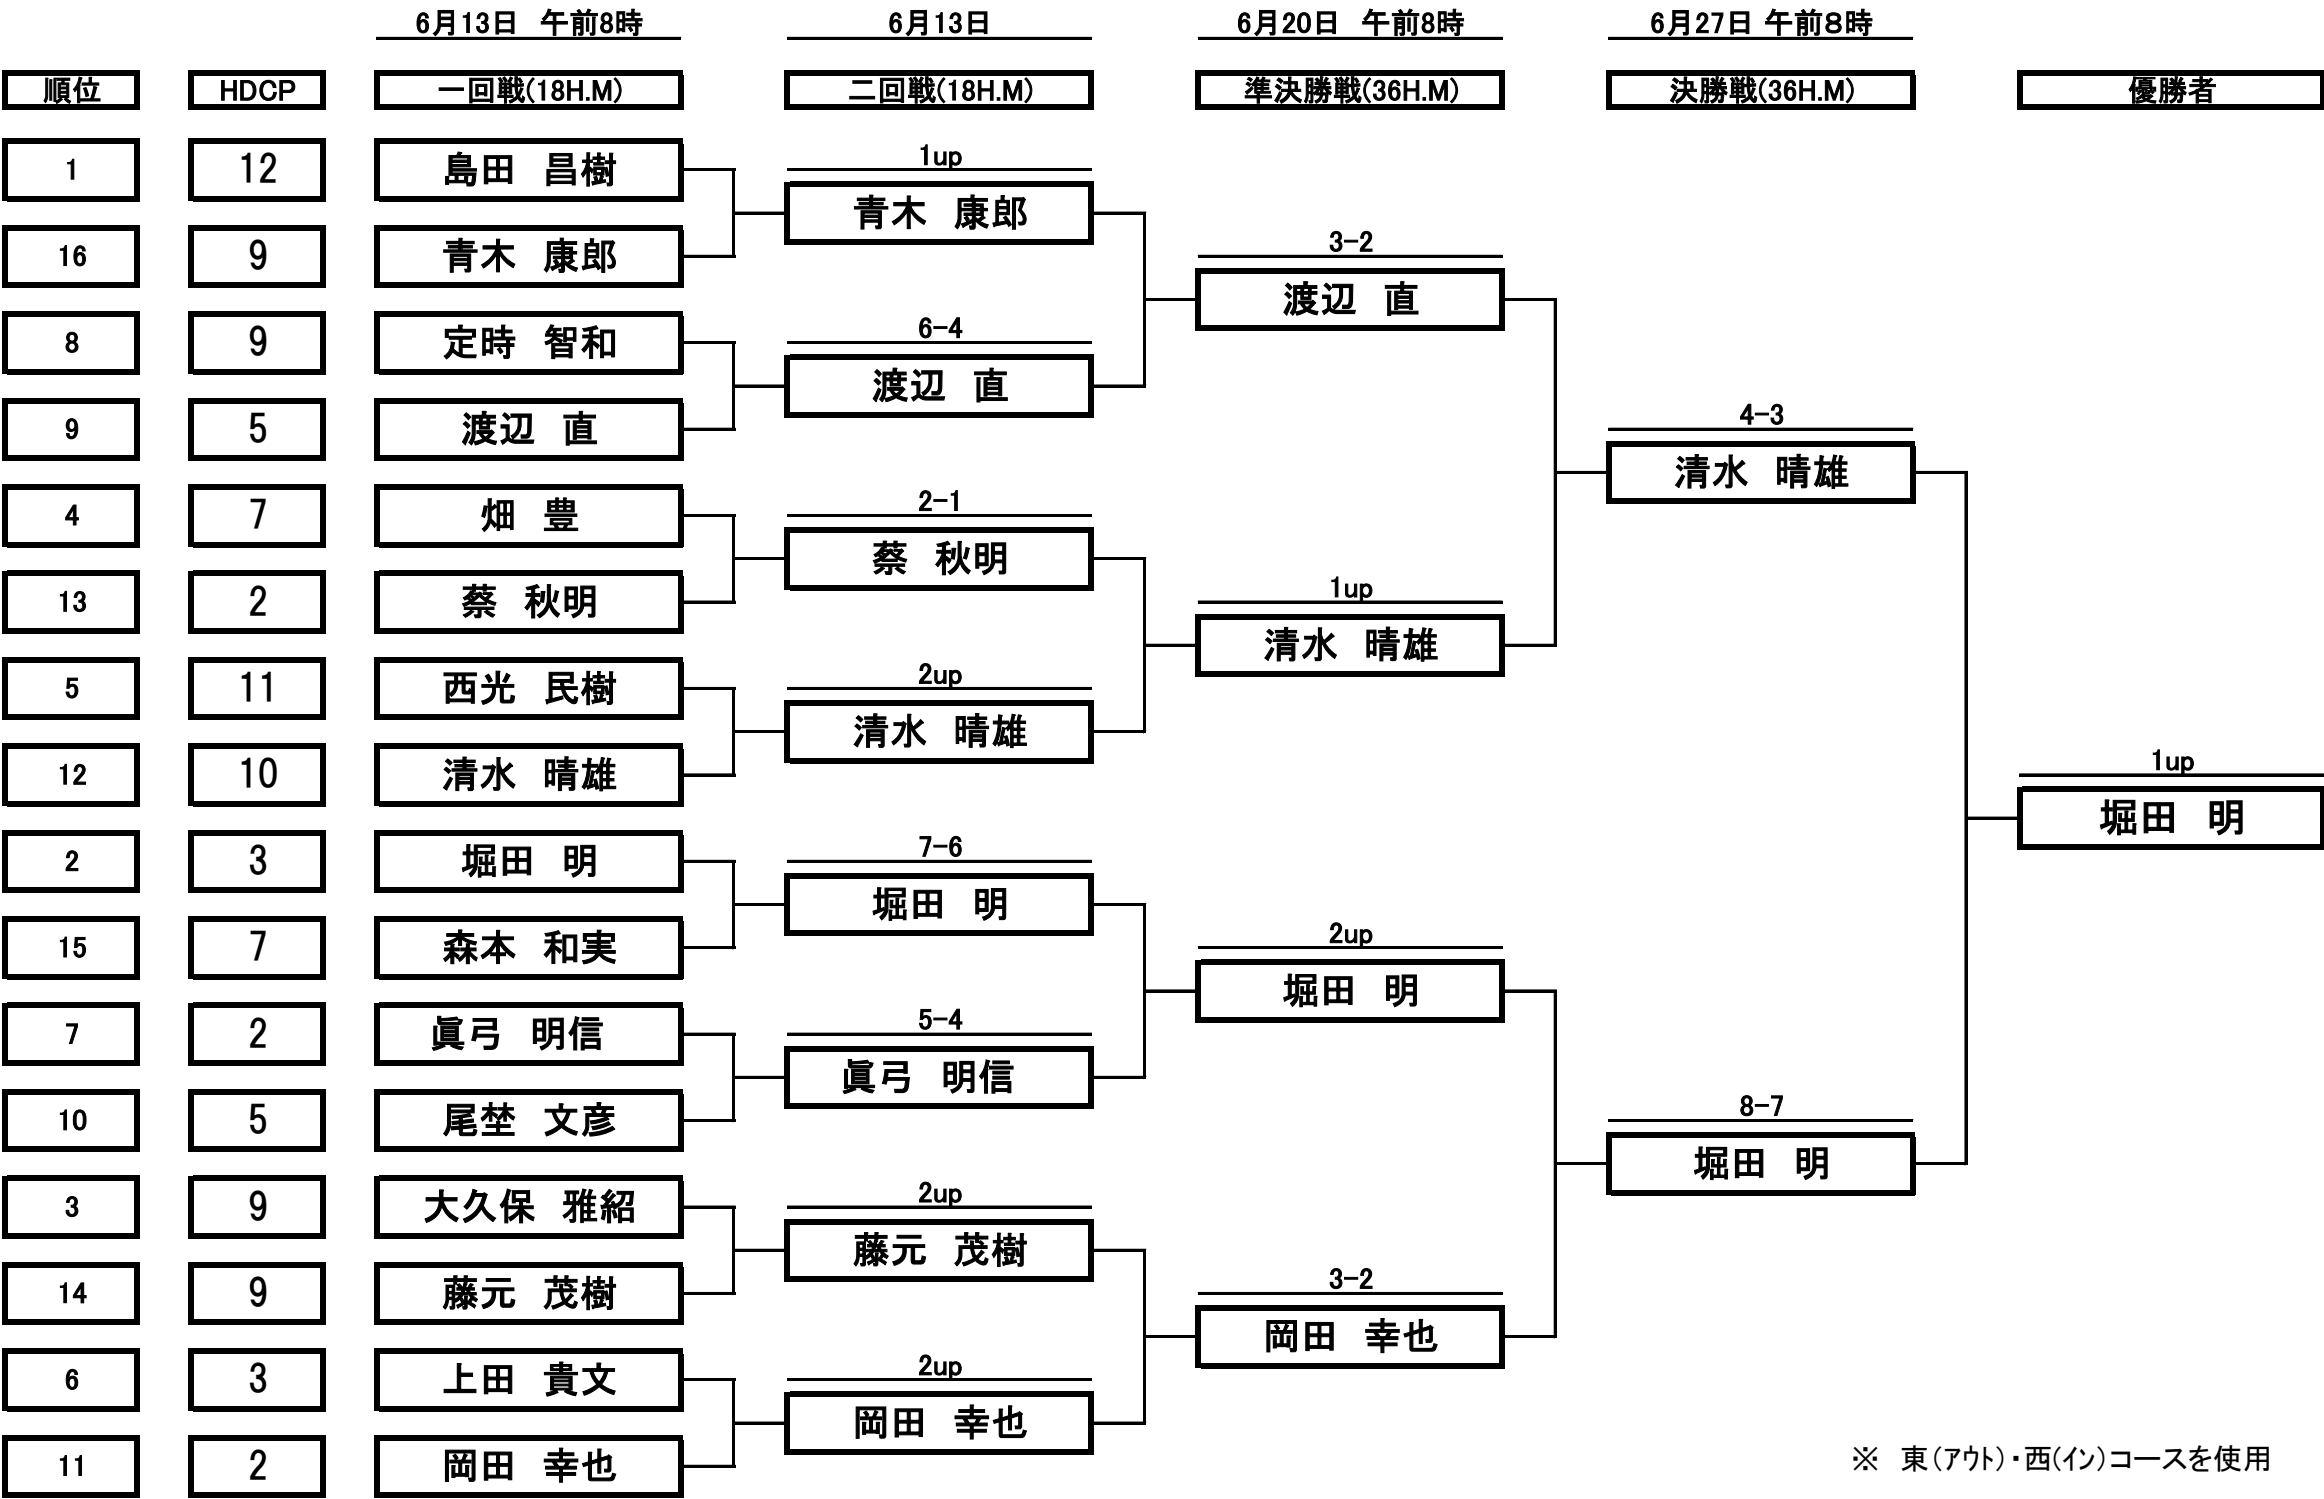 6月13日　午前8時
6月13日
6月20日　午前8時
6月27日 午前8時
順位
HDCP
一回戦(18H.M)
二回戦(18H.M)
準決勝戦(36H.M)
決勝戦(36H.M)
優勝者
1
12
島田　昌樹
1up
青木　康郎
16
9
青木　康郎
3-2
渡辺　直
8
9
定時　智和
6-4
渡辺　直
9
5
渡辺　直
4-3
清水　晴雄
4
7
畑　豊
2-1
蔡　秋明
13
2
蔡　秋明
1up
清水　晴雄
5
11
西光　民樹
2up
清水　晴雄
12
10
清水　晴雄
1up
堀田　明
2
3
堀田　明
7-6
堀田　明
15
7
森本　和実
2up
堀田　明
7
2
眞弓　明信
5-4
眞弓　明信
10
5
尾埜　文彦
8-7
堀田　明
3
9
大久保　雅紹
2up
藤元　茂樹
14
9
藤元　茂樹
3-2
岡田　幸也
6
3
上田　貴文
2up
岡田　幸也
11
2
岡田　幸也
※　東(ｱｳﾄ)・西(ｲﾝ)コースを使用